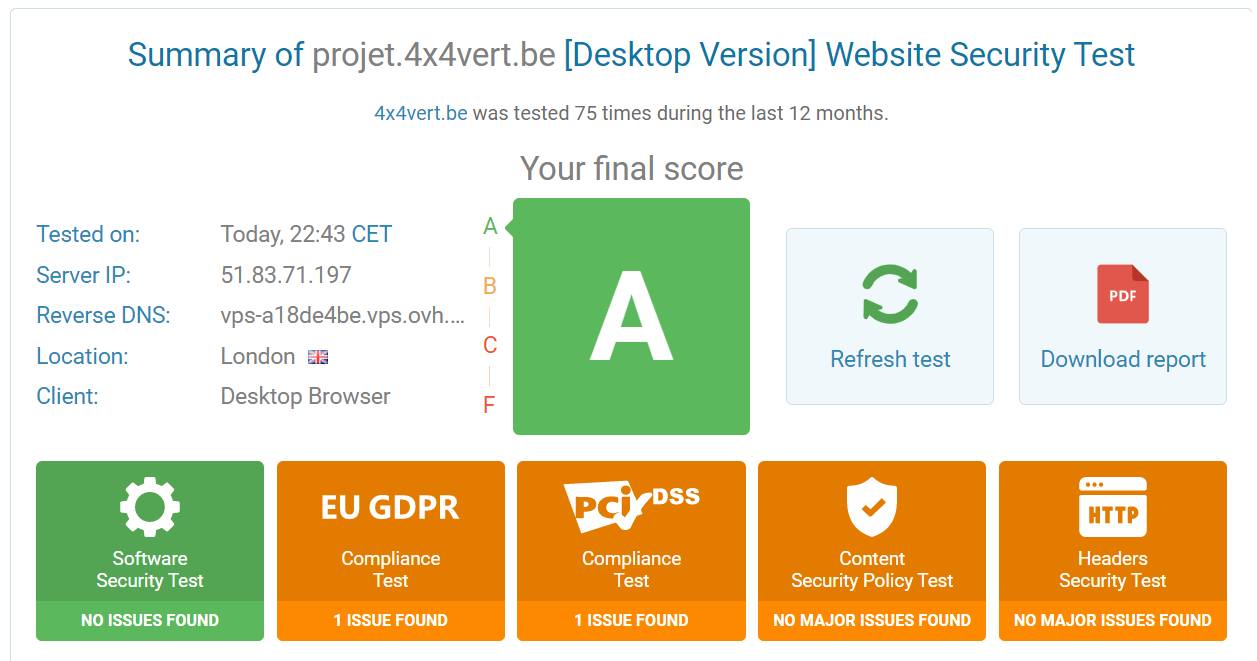 Summary of projet.4x4vert.be [Desktop Version] Website Security Test
4x4vert.be was tested 75 times during the last 12 months.
Your final score
Tested on: Today, 22:43 CET
Server IP: 51.83.71.197
Reverse DNS: vps-a18de4be.vps.ovh....
Location: London
Client: Desktop Browser
A
B
C
F
A
Refresh test
PDF
Download report
Software
Security Test
NO ISSUES FOUND
EU GDPR
Compliance
Test
1 ISSUE FOUND
PCI DSS
Compliance
Test
1 ISSUE FOUND
Content
Security Policy Test
NO MAJOR ISSUES FOUND
HTTP
Headers
Security Test
NO MAJOR ISSUES FOUND